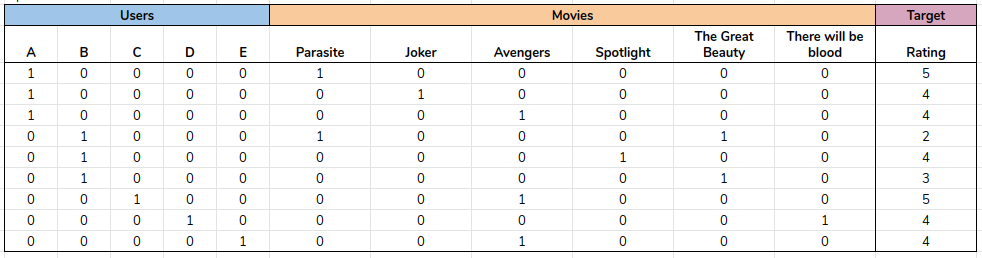 Users Movies Target
A B C D E Parasite Joker Avengers Spotlight The Great Beauty There will be blood Rating
1 0 0 0 0 1 0 0 0 0 0 5
1 0 0 0 0 0 1 0 0 0 0 4
1 0 0 0 0 0 0 1 0 0 0 4
0 1 0 0 0 1 0 0 0 1 0 2
0 1 0 0 0 0 0 0 1 0 0 4
0 1 0 0 0 0 0 0 0 1 0 3
0 0 1 0 0 0 0 1 0 0 0 5
0 0 0 1 0 0 0 0 0 0 1 4
0 0 0 0 1 0 0 1 0 0 0 4